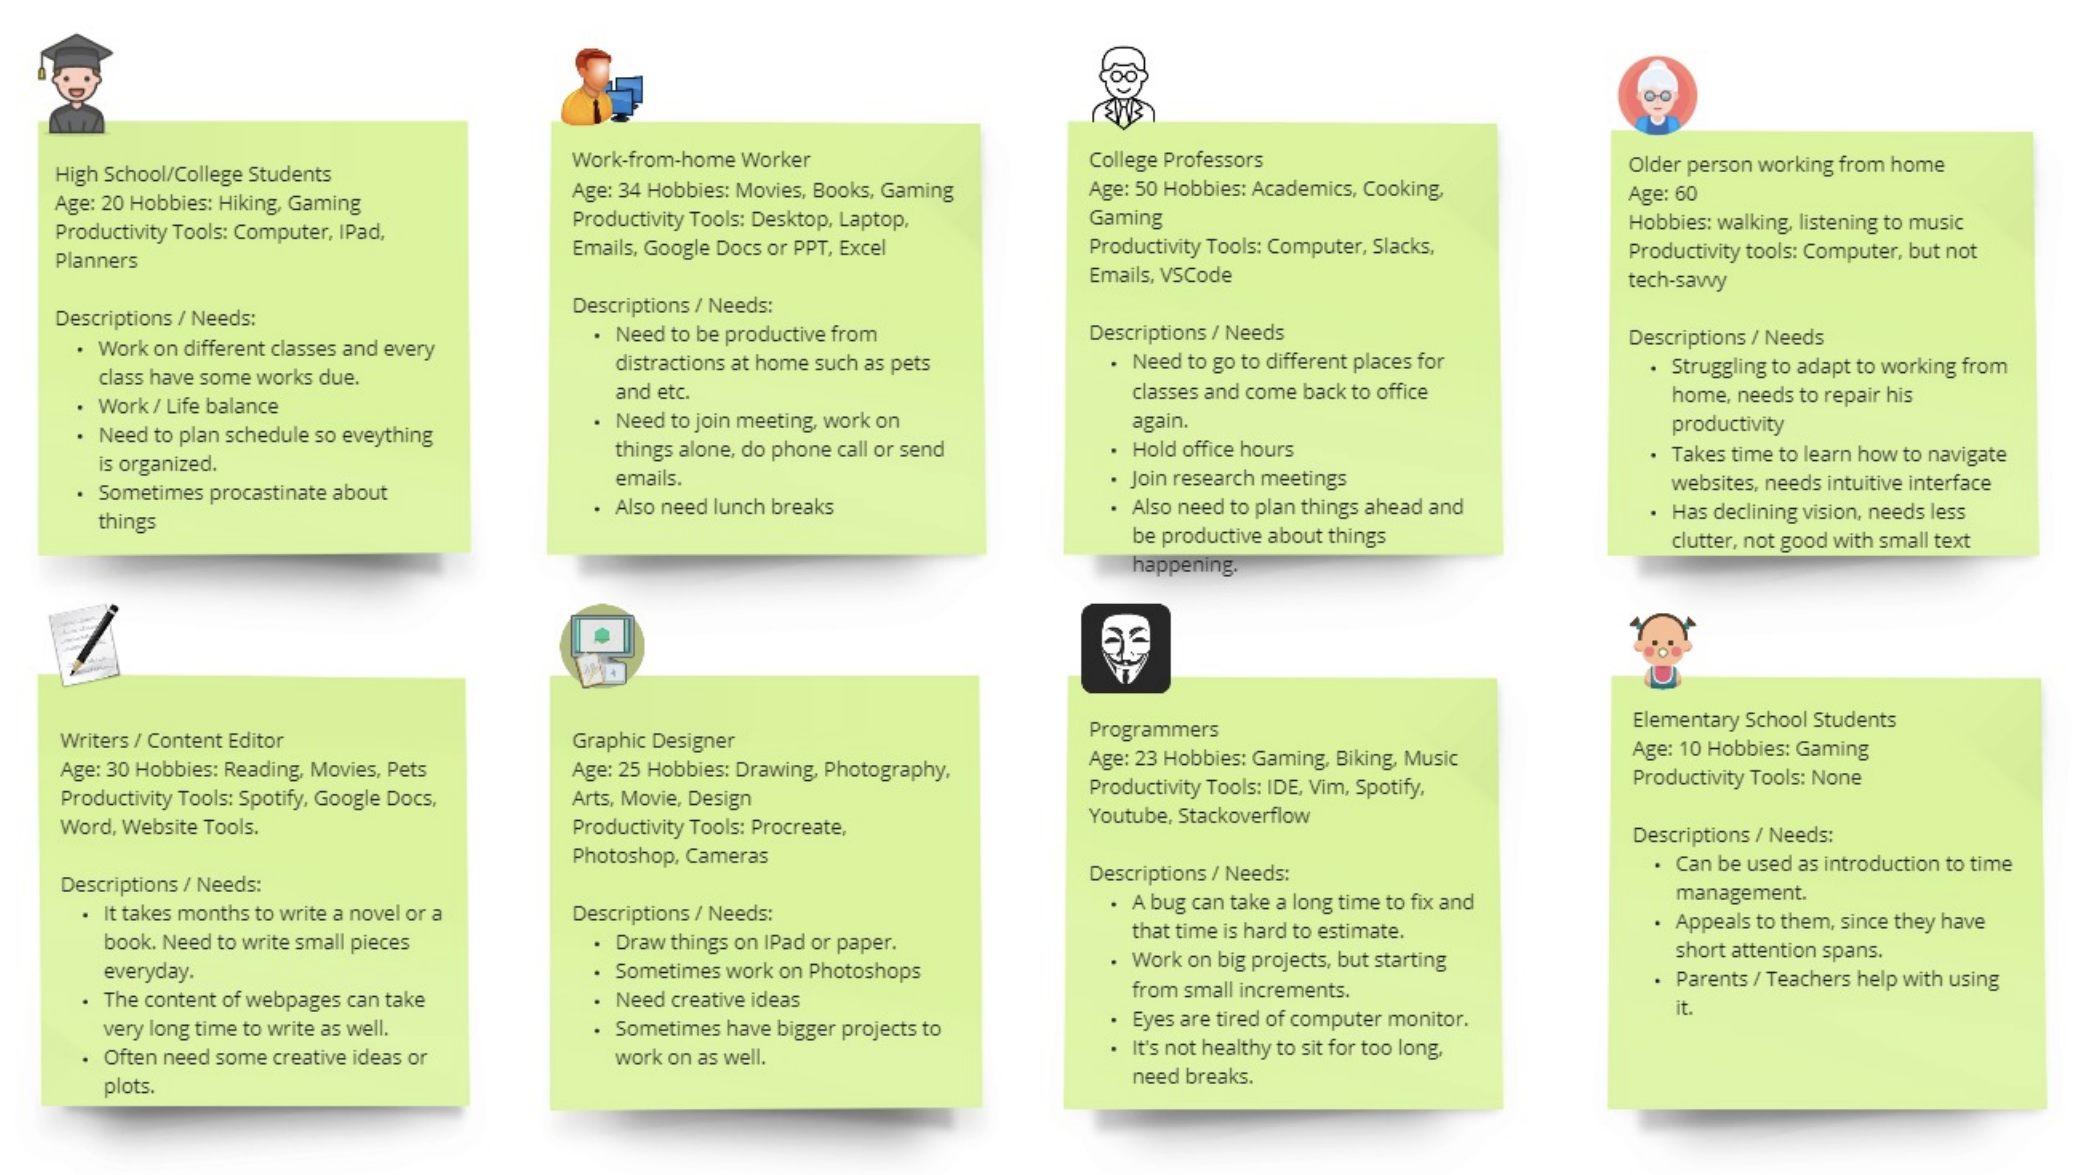 High School/College Students
Age: 20 Hobbies: Hiking, Gaming
Productivity Tools: Computer, IPad,
Planners
Descriptions / Needs:
• Work on different classes and every
class have some works due.
• Work / Life balance
• Need to plan schedule so eveything
is organized.
• Sometimes procastinate about
things
Work-from-home Worker
Age: 34 Hobbies: Movies, Books, Gaming
Productivity Tools: Desktop, Laptop,
Emails, Google Docs or PPT, Excel
Descriptions / Needs:
• Need to be productive from
distractions at home such as pets
and etc.
• Need to join meeting, work on
things alone, do phone call or send
emails.
• Also need lunch breaks
College Professors
Age: 50 Hobbies: Academics, Cooking,
Gaming
Productivity Tools: Computer, Slacks,
Emails, VSCode
Descriptions / Needs
• Need to go to different places for
classes and come back to office
again.
• Hold office hours
• Join research meetings
• Also need to plan things ahead and
be productive about things
happening.
Older person working from home
Age: 60
Hobbies: walking, listening to music
Productivity tools: Computer, but not
tech-savvy
Descriptions / Needs
• Struggling to adapt to working from
home, needs to repair his
productivity
• Takes time to learn how to navigate
websites, needs intuitive interface
• Has declining vision, needs less
clutter, not good with small text
Writers / Content Editor
Age: 30 Hobbies: Reading, Movies, Pets
Productivity Tools: Spotify, Google Docs,
Word, Website Tools.
Descriptions / Needs:
• It takes months to write a novel or a
book. Need to write small pieces
everyday.
• The content of webpages can take
very long time to write as well.
• Often need some creative ideas or
plots.
Graphic Designer
Age: 25 Hobbies: Drawing, Photography,
Arts, Movie, Design
Productivity Tools: Procreate,
Photoshop, Cameras
Descriptions / Needs:
• Draw things on IPad or paper.
• Sometimes work on Photoshops
• Need creative ideas
• Sometimes have bigger projects to
work on as well.
Programmers
Age: 23 Hobbies: Gaming, Biking, Music
Productivity Tools: IDE, Vim, Spotify,
Youtube, Stackoverflow
Descriptions / Needs:
• A bug can take a long time to fix and
that time is hard to estimate.
• Work on big projects, but starting
from small increments.
• Eyes are tired of computer monitor.
• It's not healthy to sit for too long,
need breaks.
Elementary School Students
Age: 10 Hobbies: Gaming
Productivity Tools: None
Descriptions / Needs:
• Can be used as introduction to time
management.
• Appeals to them, since they have
short attention spans.
• Parents / Teachers help with using
it.